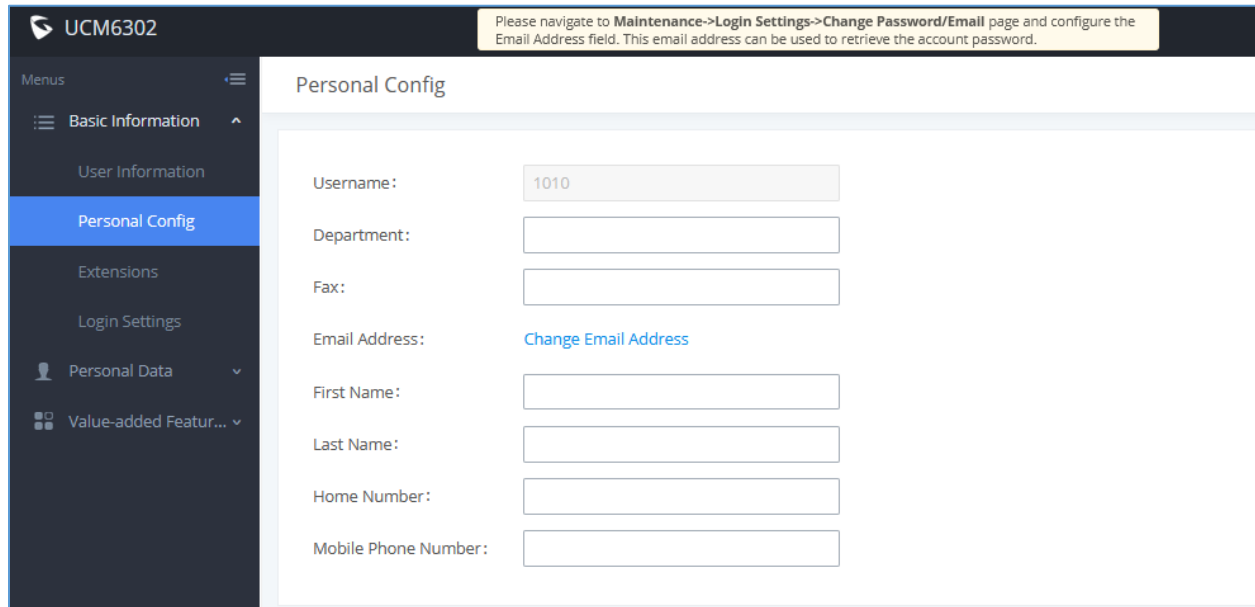 UCM6302
Please navigate to Maintenance->Login Settings->Change Password/Email page and configure the
Email Address field. This email address can be used to retrieve the account password.
Menus
Basic Information
User Information
Personal Config
Extensions
Login Settings
Personal Data
Value-added Featur...
Personal Config
Username:
1010
Department:
Fax:
Email Address:
Change Email Address
First Name:
Last Name:
Home Number:
Mobile Phone Number: